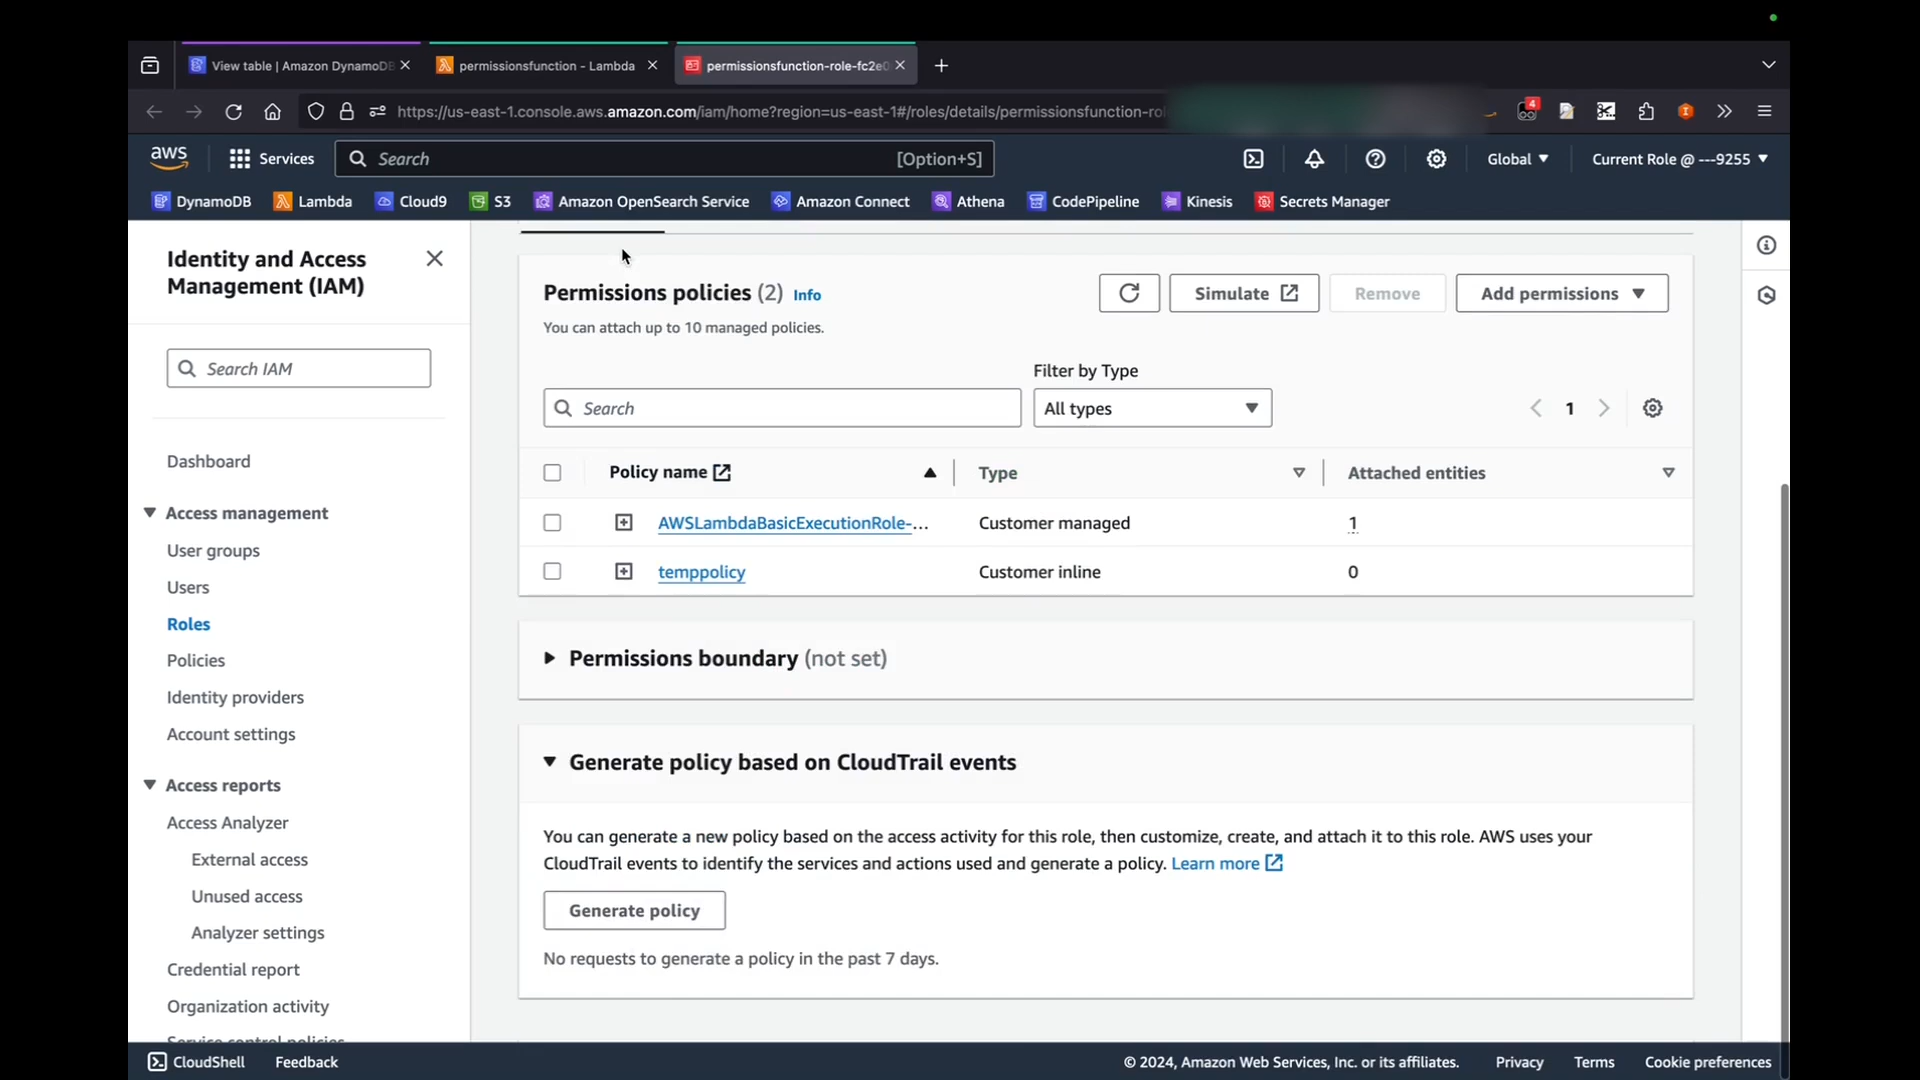 View table | Amazon DynamoDB
permissionsfunction - Lambda
permissionsfunction-role-fc2e0
https://us-east-1.console.aws.amazon.com/iam/home?region=us-east-1#/roles/details/permissionsfunction-rol
4
aws
Services
Search
[Option+S]
Global
Current Role @ ---9255
DynamoDB
Lambda
Cloud9
S3
Amazon OpenSearch Service
Amazon Connect
Athena
CodePipeline
Kinesis
Secrets Manager
Identity and Access
Management (IAM)
Search IAM
Dashboard
Access management
User groups
Users
Roles
Policies
Identity providers
Account settings
Access reports
Access Analyzer
External access
Unused access
Analyzer settings
Credential report
Organization activity
Service control policies
Permissions policies (2) Info
You can attach up to 10 managed policies.
Simulate
Remove
Add permissions
Filter by Type
Search
All types
1
Policy name
Type
Attached entities
AWSLambdaBasicExecutionRole-...
Customer managed
1
temppolicy
Customer inline
0
Permissions boundary (not set)
Generate policy based on CloudTrail events
You can generate a new policy based on the access activity for this role, then customize, create, and attach it to this role. AWS uses your
CloudTrail events to identify the services and actions used and generate a policy. Learn more
Generate policy
No requests to generate a policy in the past 7 days.
CloudShell
Feedback
© 2024, Amazon Web Services, Inc. or its affiliates.
Privacy
Terms
Cookie preferences